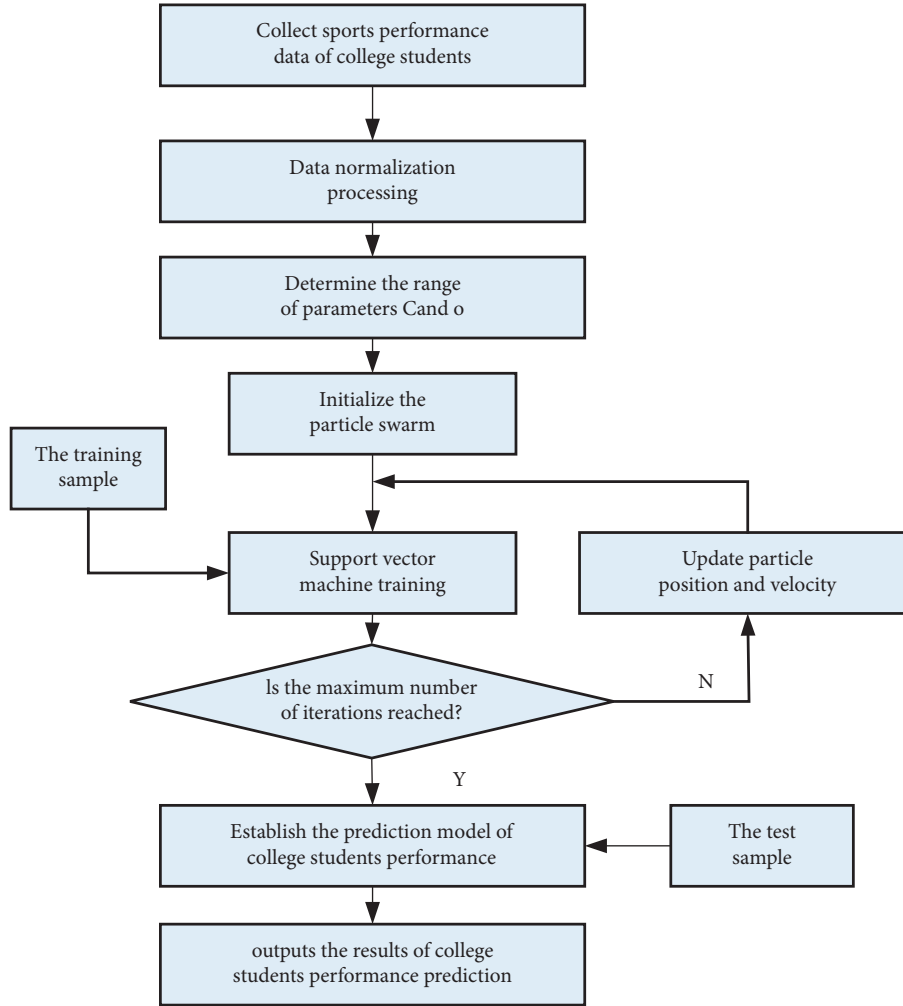 Collect sports performance
data of college students
Data normalization
processing
Determine the range
of parameters Cand o
Initialize the
particle swarm
The training
sample
Support vector
machine training
Update particle
position and velocity
Is the maximum number
of iterations reached?
N
Y
Establish the prediction model of
college students performance
The test
sample
outputs the results of college
students performance prediction